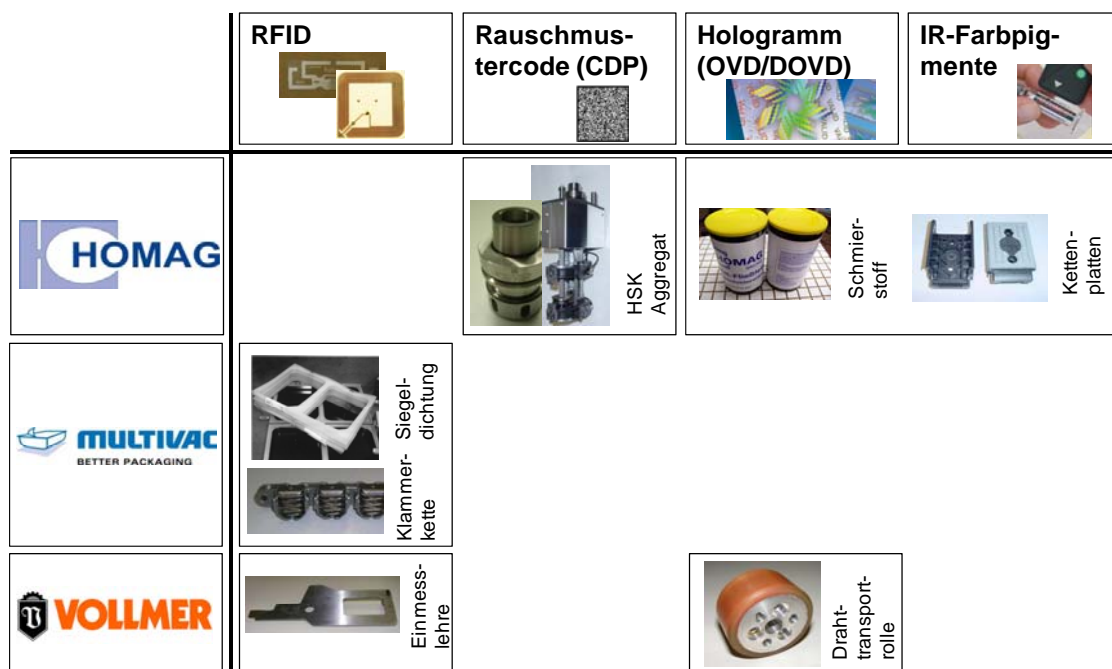 RFID
Rauschmus-
tercode (CDP)
Hologramm
(OVD/DOVD)
IR-Farbpig-
mente
HOMAG
HSK
Aggregat
HOMAG
Schmier-
stoff
Ketten-
platten
MULTIVAC
BETTER PACKAGING
Siegel-
dichtung
Klammer-
kette
VOLLMER
Einmess-
lehre
Draht-
transport-
rolle